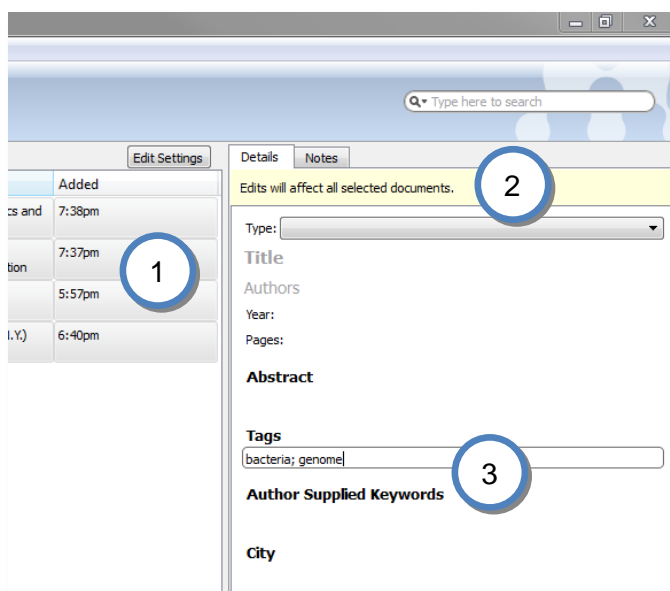 Type here to search
Edit Settings
Details Notes
Added
Edits will affect all selected documents.
2
cs and 7:38pm
Type:
7:37pm
tion
1
Title
Authors
5:57pm
Year:
I.Y.) 6:40pm
Pages:
Abstract
Tags
bacteria; genome
3
Author Supplied Keywords
City